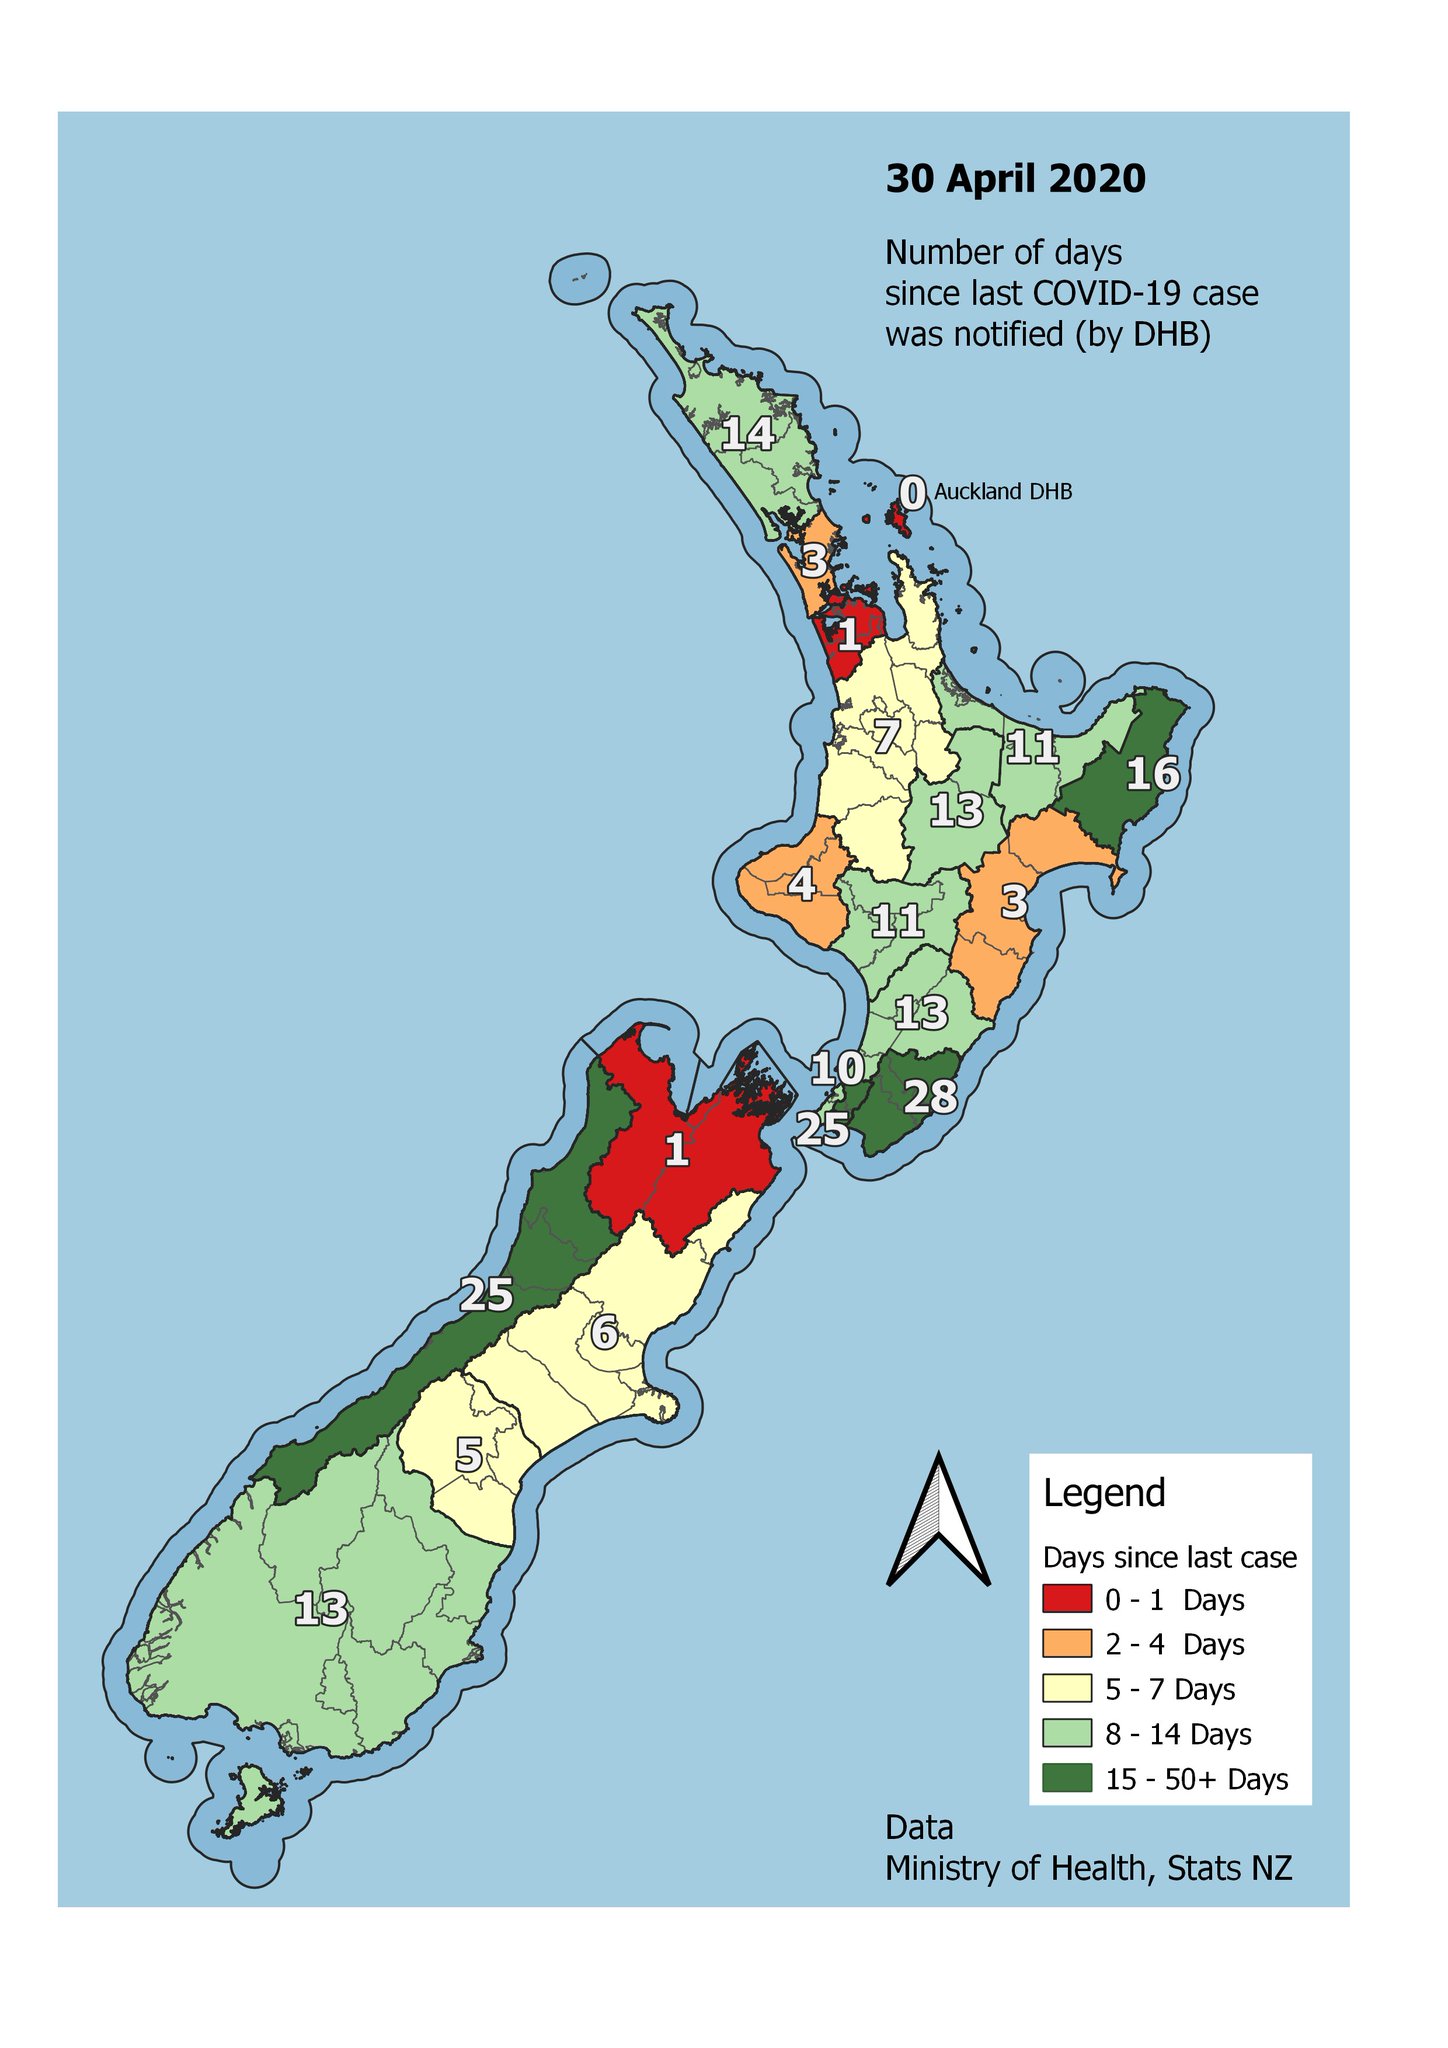 30 April 2020
Number of days
since last COVID-19 case
was notified (by DHB)
14
0 Auckland DHB
3
1
7
11
16
13
4
3
11
13
10
28
25
1
25
6
5
13
Legend
Days since last case
0 - 1 Days
2 - 4 Days
5 - 7 Days
8 - 14 Days
15 - 50+ Days
Data
Ministry of Health, Stats NZ